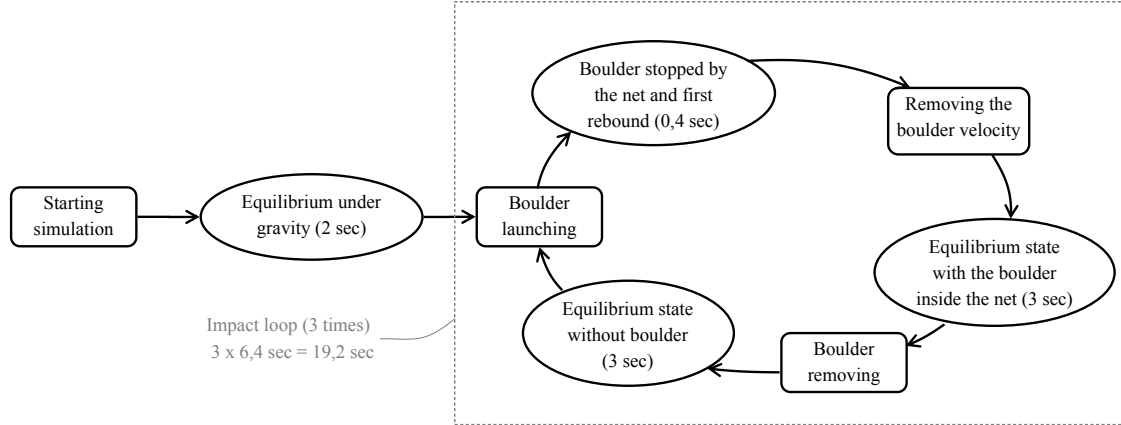 Starting
simulation
Equilibrium under
gravity (2 sec)
Boulder
launching
Boulder stopped by
the net and first
rebound (0,4 sec)
Removing the
boulder velocity
Equilibrium state
with the boulder
inside the net (3 sec)
Boulder
removing
Equilibrium state
without boulder
(3 sec)
Impact loop (3 times)
3 x 6,4 sec = 19,2 sec